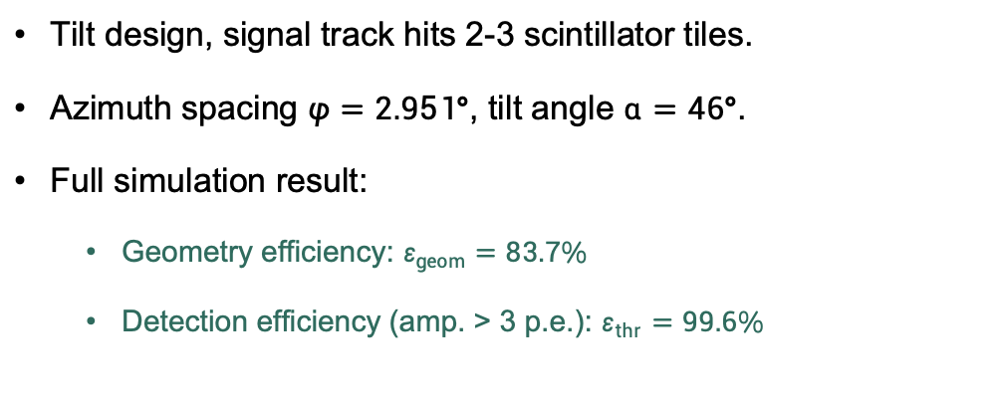 • Tilt design, signal track hits 2-3 scintillator tiles.
• Azimuth spacing φ = 2.951°, tilt angle α = 46°.
• Full simulation result:
• Geometry efficiency: εgeom = 83.7%
• Detection efficiency (amp. > 3 p.e.): εthr = 99.6%